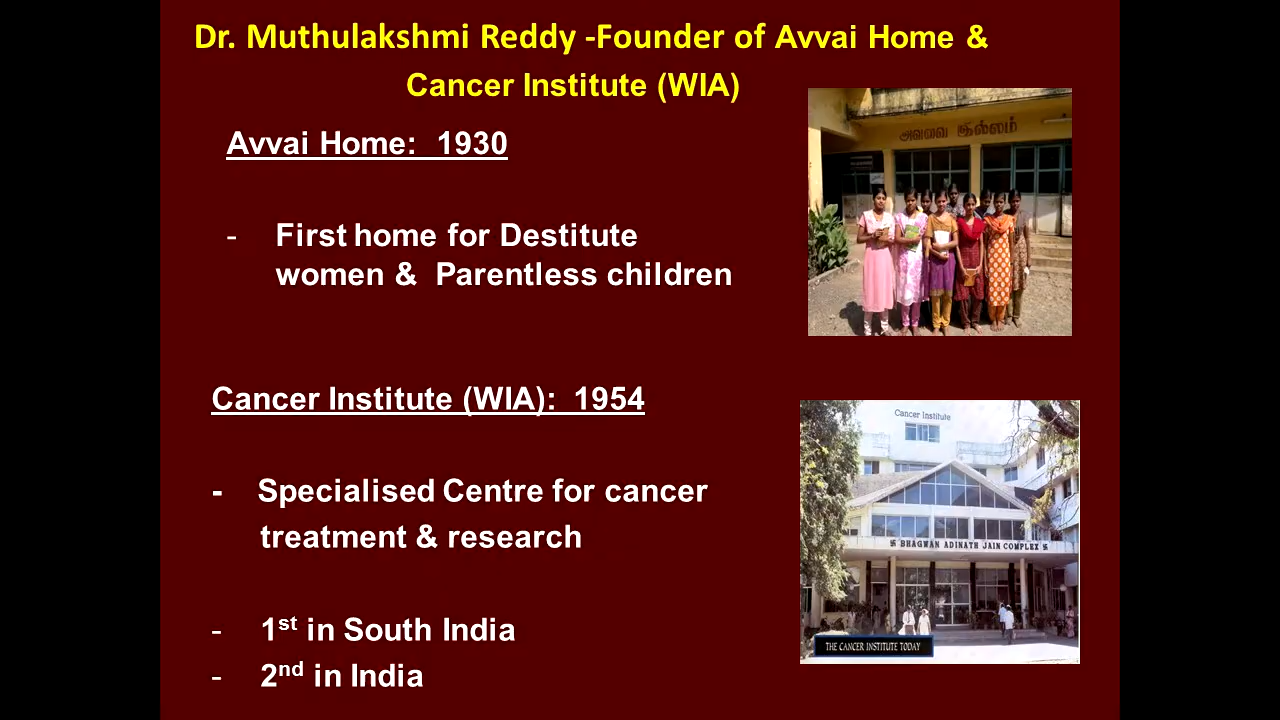 Dr. Muthulakshmi Reddy -Founder of Avvai Home &
Cancer Institute (WIA)
Avvai Home:  1930
அவ்வை இல்லம்
- First home for Destitute
women &  Parentless children
Cancer Institute (WIA):  1954
Cancer Institute
- Specialised Centre for cancer
treatment & research
卐 BHAGWAN ADINATH JAIN COMPLEX 卐
- 1st in South India
THE CANCER INSTITUTE TODAY
- 2nd in India